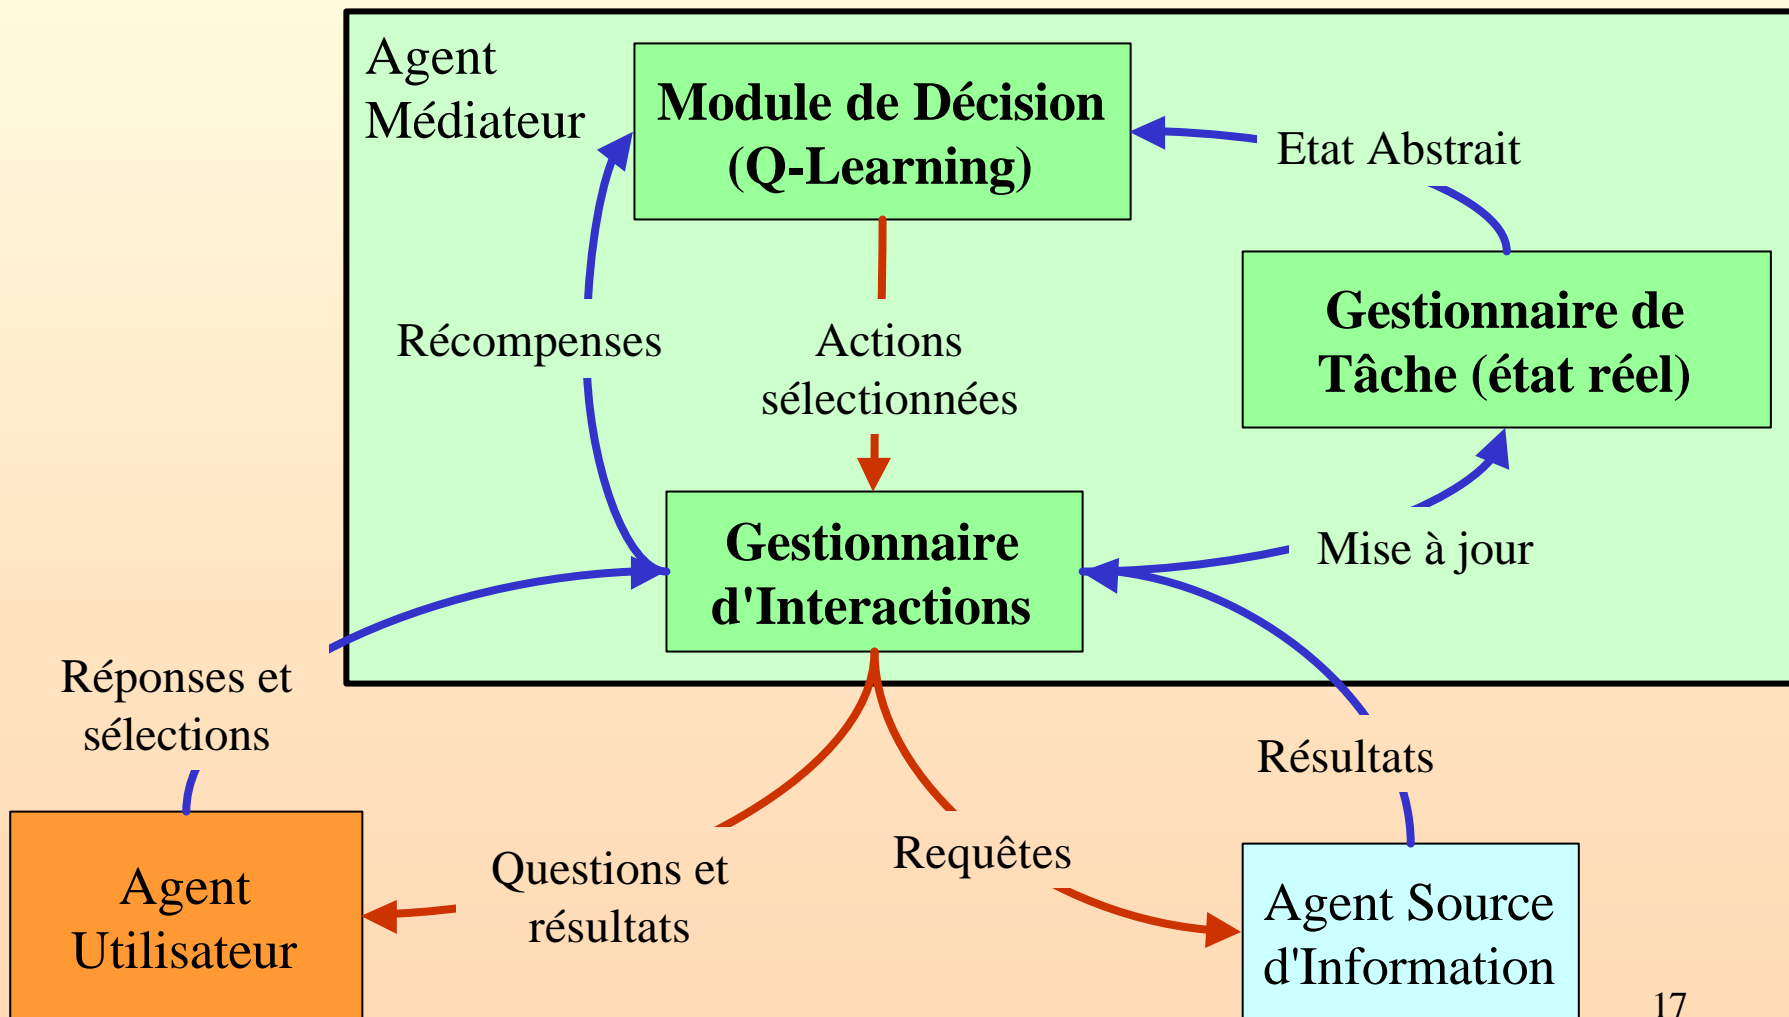 Agent
Médiateur
Module de Décision
(Q-Learning)
Etat Abstrait
Gestionnaire de
Tâche (état réel)
Récompenses
Actions
sélectionnées
Gestionnaire
d'Interactions
Mise à jour
Réponses et
sélections
Résultats
Questions et
résultats
Requêtes
Agent
Utilisateur
Agent Source
d'Information
17